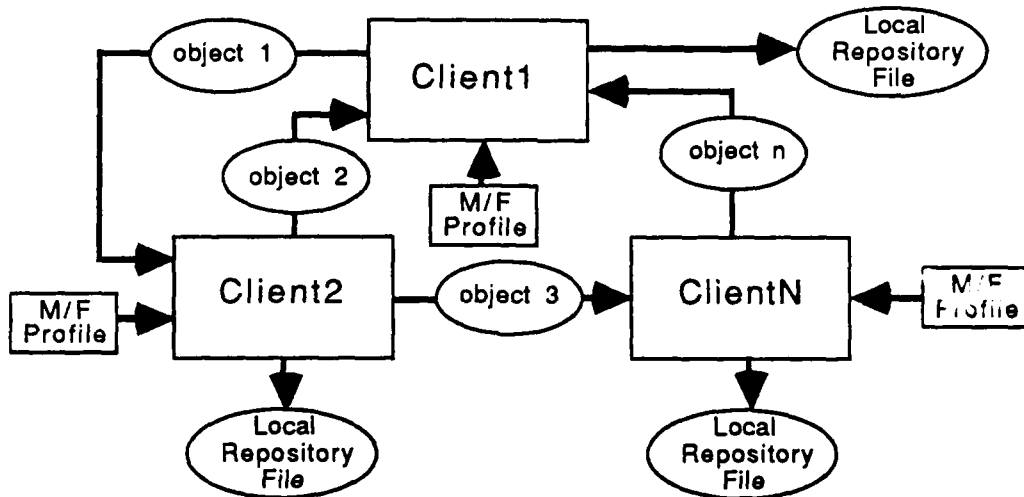 object 1
Client1
Local
Repository
File
object 2
object n
M/F
Profile
Client2
object 3
ClientN
M/F
Profile
M/F
Profile
Local
Repository
File
Local
Repository
File